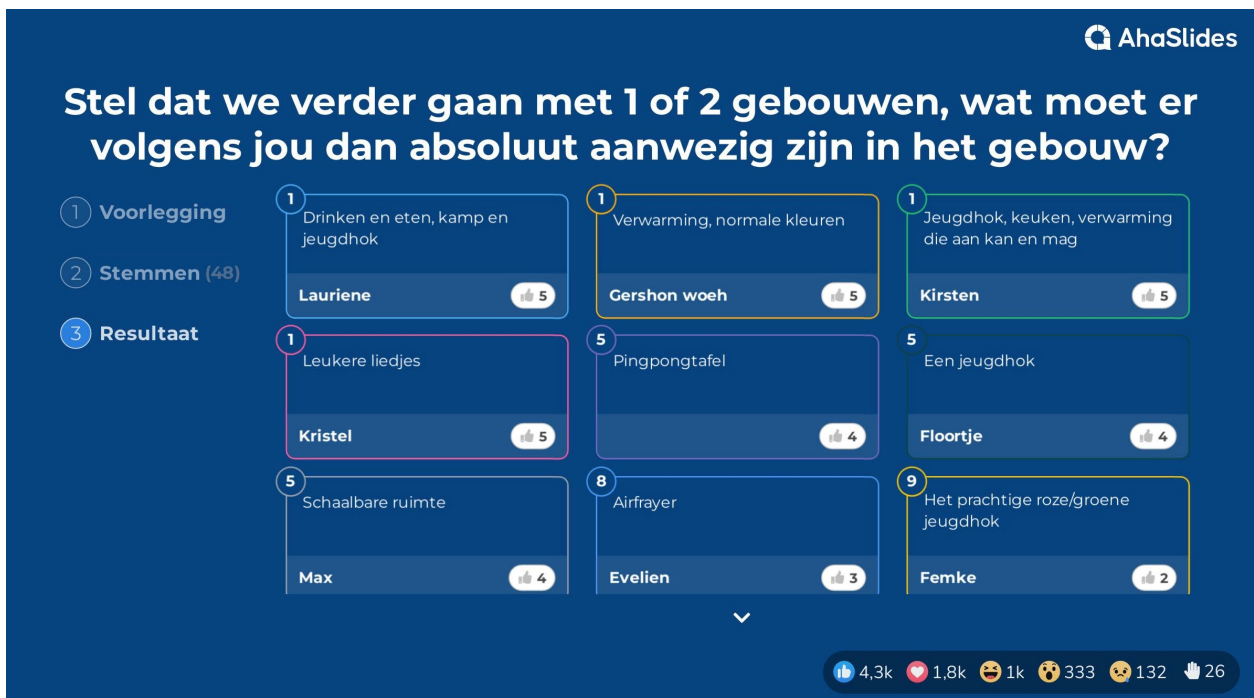 AhaSlides
Stel dat we verder gaan met 1 of 2 gebouwen, wat moet er
volgens jou dan absoluut aanwezig zijn in het gebouw?
1 Voorlegging
2 Stemmen (48)
3 Resultaat
1
Drinken en eten, kamp en
jeugdhok
Lauriene 5
1
Verwarming, normale kleuren
Gershon woeh 5
1
Jeugdhok, keuken, verwarming
die aan kan en mag
Kirsten 5
1
Leukere liedjes
Kristel 5
5
Pingpongtafel
4
5
Een jeugdhok
Floortje 4
5
Schaalbare ruimte
Max 4
8
Airfrayer
Evelien 3
9
Het prachtige roze/groene
jeugdhok
Femke 2
4,3k 1,8k 1k 333 132 26